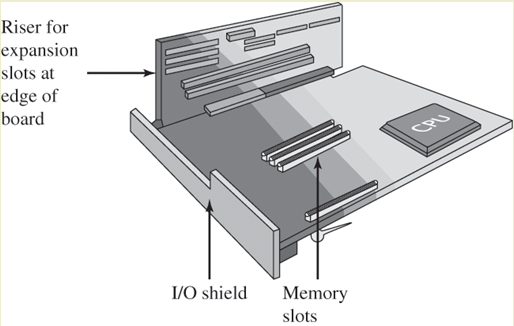 Riser for
expansion
slots at
edge of
board
CPU
I/O shield
Memory
slots